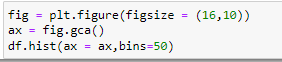 fig = plt.figure(figsize = (16,10))
ax = fig.gca()
df.hist(ax = ax,bins=50)